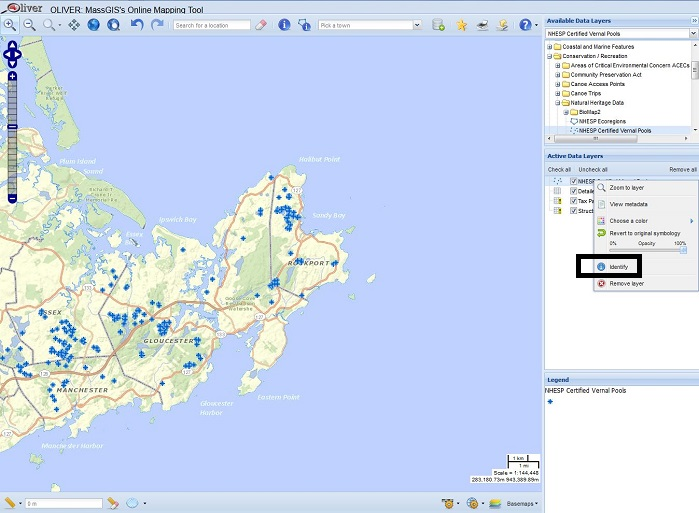 Oliver OLIVER: MassGIS's Online Mapping Tool
Search for a location
Pick a town
Available Data Layers
NHESP Certified Vernal Pools
Coastal and Marine Features
Conservation / Recreation
Areas of Critical Environmental Concern ACECs
Community Preservation Act
Canoe Access Points
Canoe Trips
Natural Heritage Data
BioMap2
NHESP Ecoregions
NHESP Certified Vernal Pools
Active Data Layers
Check all Uncheck all Remove all
Zoom to layer
View metadata
Choose a color
Revert to original symbology
0% Opacity 100%
Identify
Remove layer
Detaile
Tax Pa
Struct
Legend
NHESP Certified Vernal Pools
Plum Island
Sound
Halibut Point
Ipswich Bay
Sandy Bay
Essex
127
ROCKPORT
ESSEX
GLOUCESTER
128
MANCHESTER
Eastern Point
Gloucester
Harbor
127
Manchester Harbor
1 km
1 mi
Scale = 1:144,448
283,180.73m 943,389.89m
0 m
Basemaps